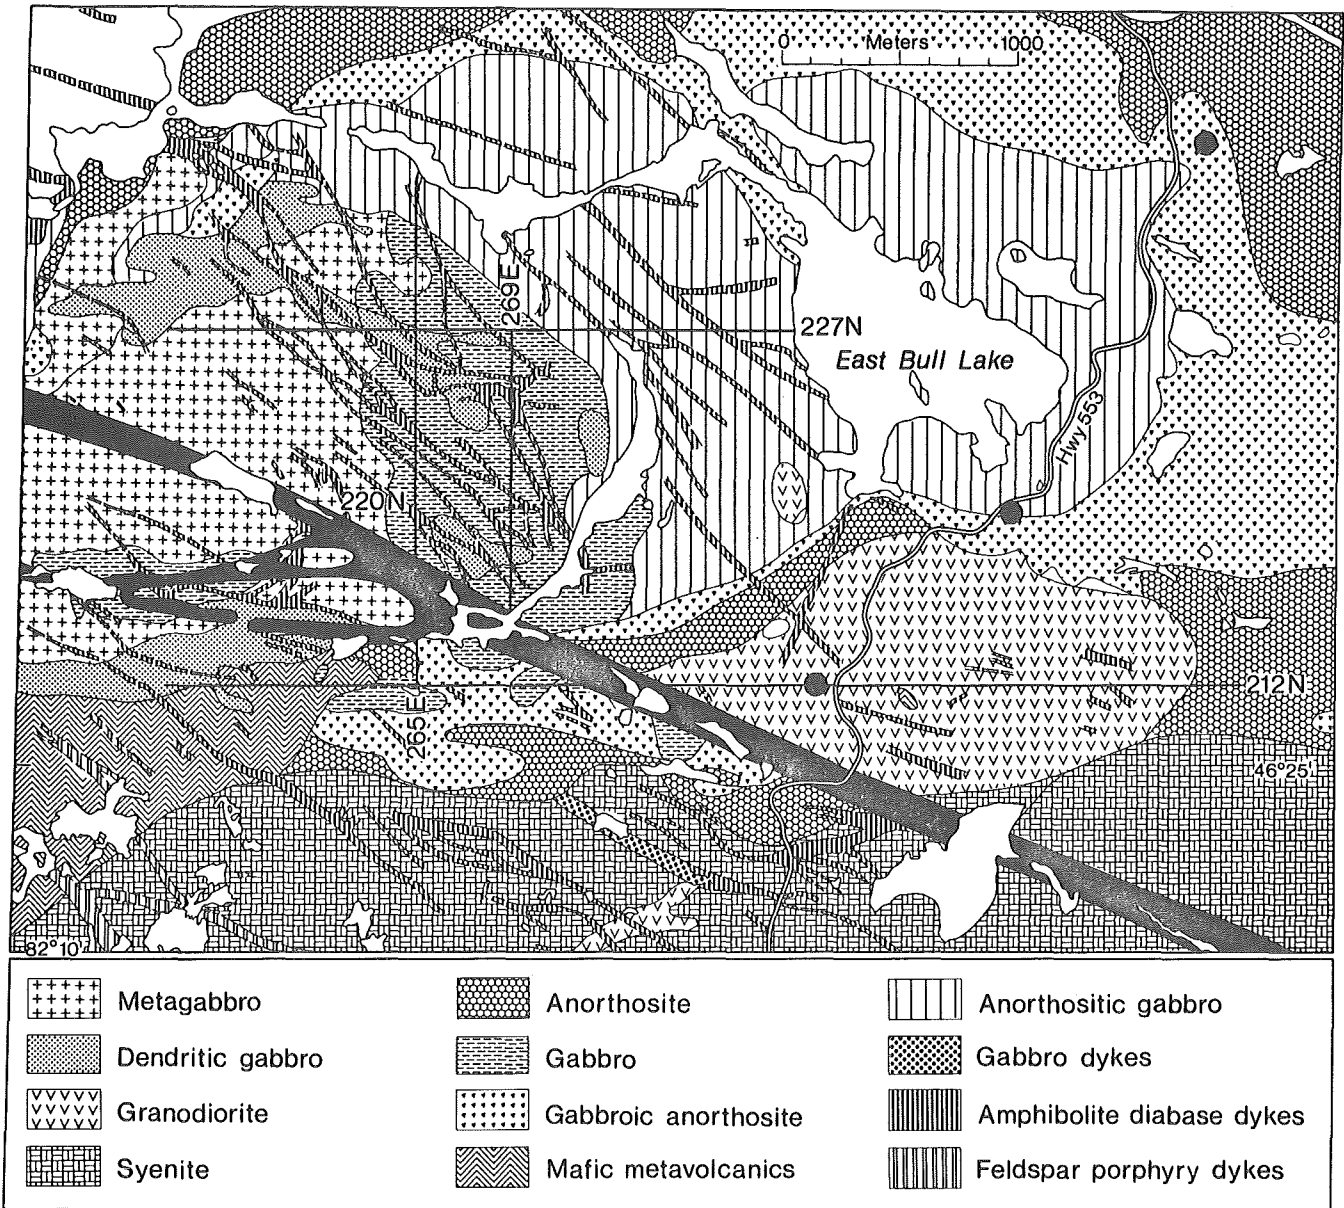 0 Meters 1000
269E
227N
East Bull Lake
Hwy 553
220N
212N
265E
46°25'
82°10'
Metagabbro
Anorthosite
Anorthositic gabbro
Dendritic gabbro
Gabbro
Gabbro dykes
Granodiorite
Gabbroic anorthosite
Amphibolite diabase dykes
Syenite
Mafic metavolcanics
Feldspar porphyry dykes